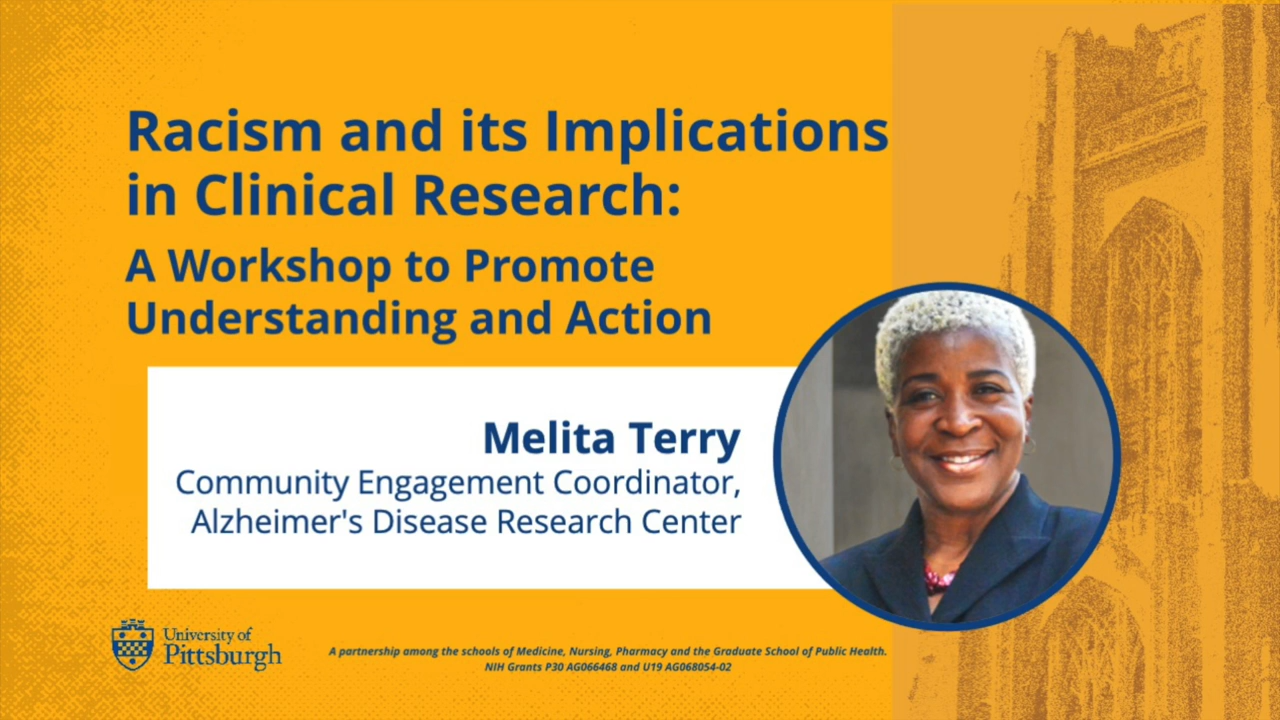 Racism and its Implications
in Clinical Research:
A Workshop to Promote
Understanding and Action
Melita Terry
Community Engagement Coordinator,
Alzheimer's Disease Research Center
University of
Pittsburgh
A partnership among the schools of Medicine, Nursing, Pharmacy and the Graduate School of Public Health.
NIH Grants P30 AG066468 and U19 AG068054-02